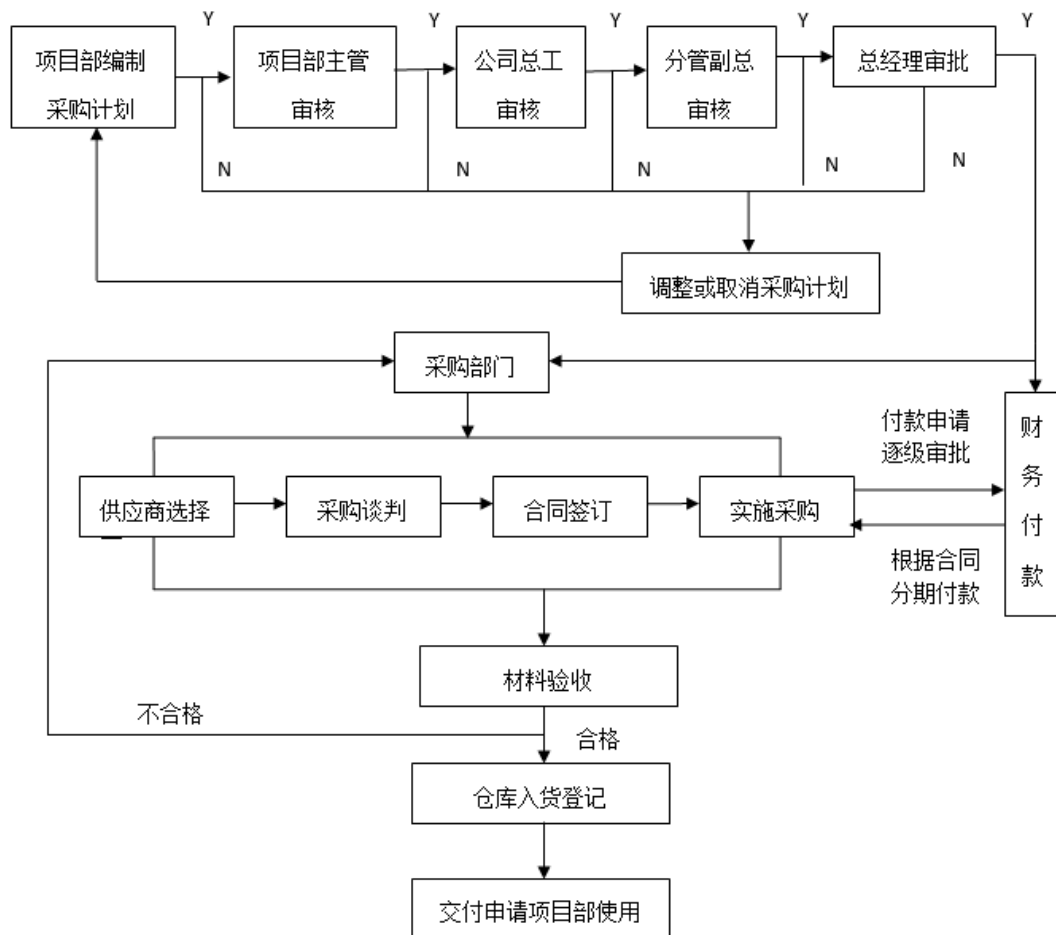 Y
Y
Y
Y
Y
项目部编制
采购计划
项目部主管
审核
公司总工
审核
分管副总
审核
总经理审批
N
N
N
N
N
调整或取消采购计划
采购部门
付款申请
逐级审批
财
务
付
款
供应商选择
采购谈判
合同签订
实施采购
根据合同
分期付款
材料验收
不合格
合格
仓库入货登记
交付申请项目部使用